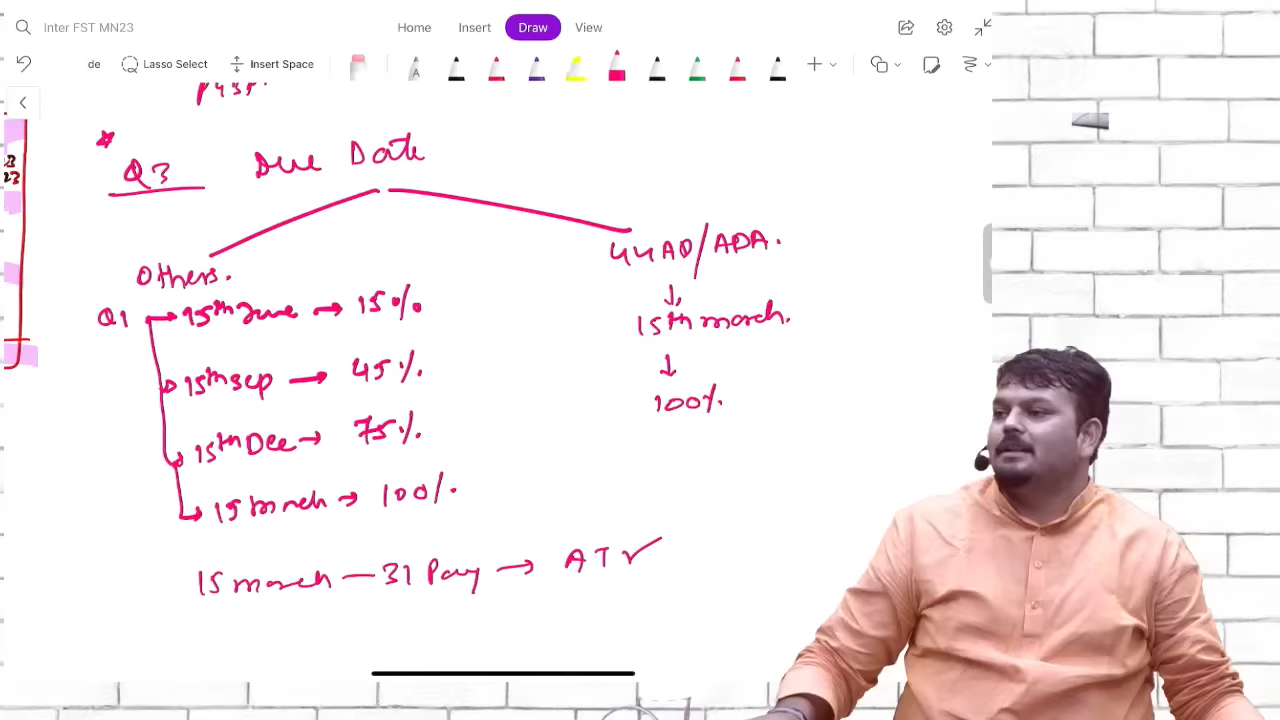 Inter FST MN23
Home Insert Draw View
de Lasso Select Insert Space
Q3 Due Date
Others.
44AD/ADA.
Q1 → 15th June → 15%
15th march.
15th Sep → 45%
100%.
15th Dec → 75%
15 march → 100%.
15 march — 31 Pay → AT ✓
23